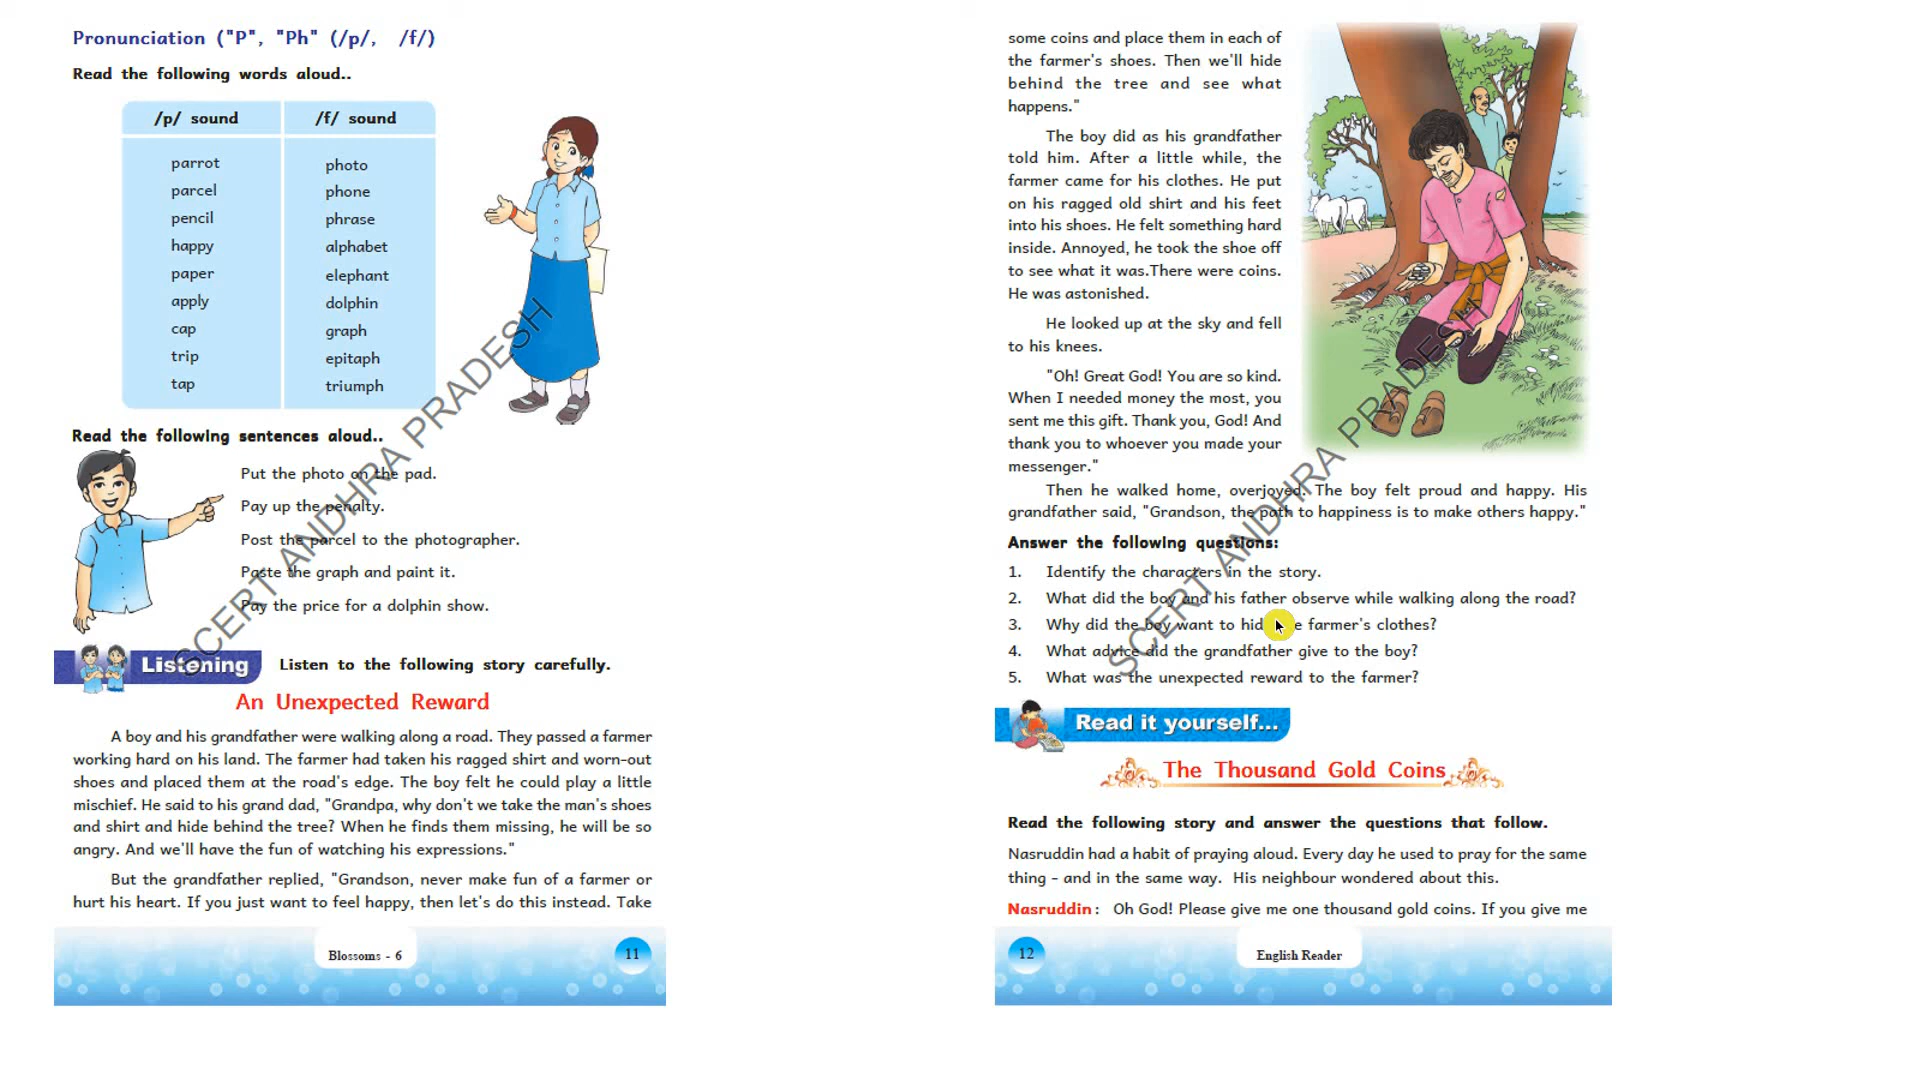 Pronunciation ("P", "Ph" (/p/, /f/)
Read the following words aloud..
/p/ sound /f/ sound
parrot photo
parcel phone
pencil phrase
happy alphabet
paper elephant
apply dolphin
cap graph
trip epitaph
tap triumph
Read the following sentences aloud..
Put the photo on the pad.
Pay up the penalty.
Post the parcel to the photographer.
Paste the graph and paint it.
Pay the price for a dolphin show.
SCERT ANDHRA PRADESH
Listening Listen to the following story carefully.
An Unexpected Reward
A boy and his grandfather were walking along a road. They passed a farmer
working hard on his land. The farmer had taken his ragged shirt and worn-out
shoes and placed them at the road's edge. The boy felt he could play a little
mischief. He said to his grand dad, "Grandpa, why don't we take the man's shoes
and shirt and hide behind the tree? When he finds them missing, he will be so
angry. And we'll have the fun of watching his expressions."
But the grandfather replied, "Grandson, never make fun of a farmer or
hurt his heart. If you just want to feel happy, then let's do this instead. Take
Blossoms - 6 11
some coins and place them in each of
the farmer's shoes. Then we'll hide
behind the tree and see what
happens."
The boy did as his grandfather
told him. After a little while, the
farmer came for his clothes. He put
on his ragged old shirt and his feet
into his shoes. He felt something hard
inside. Annoyed, he took the shoe off
to see what it was.There were coins.
He was astonished.
He looked up at the sky and fell
to his knees.
"Oh! Great God! You are so kind.
When I needed money the most, you
sent me this gift. Thank you, God! And
thank you to whoever you made your
messenger."
Then he walked home, overjoyed. The boy felt proud and happy. His
grandfather said, "Grandson, the path to happiness is to make others happy."
SCERT ANDHRA PRADESH
Answer the following questions:
1. Identify the characters in the story.
2. What did the boy and his father observe while walking along the road?
3. Why did the boy want to hid e farmer's clothes?
4. What advice did the grandfather give to the boy?
5. What was the unexpected reward to the farmer?
Read it yourself...
The Thousand Gold Coins
Read the following story and answer the questions that follow.
Nasruddin had a habit of praying aloud. Every day he used to pray for the same
thing - and in the same way. His neighbour wondered about this.
Nasruddin : Oh God! Please give me one thousand gold coins. If you give me
12 English Reader